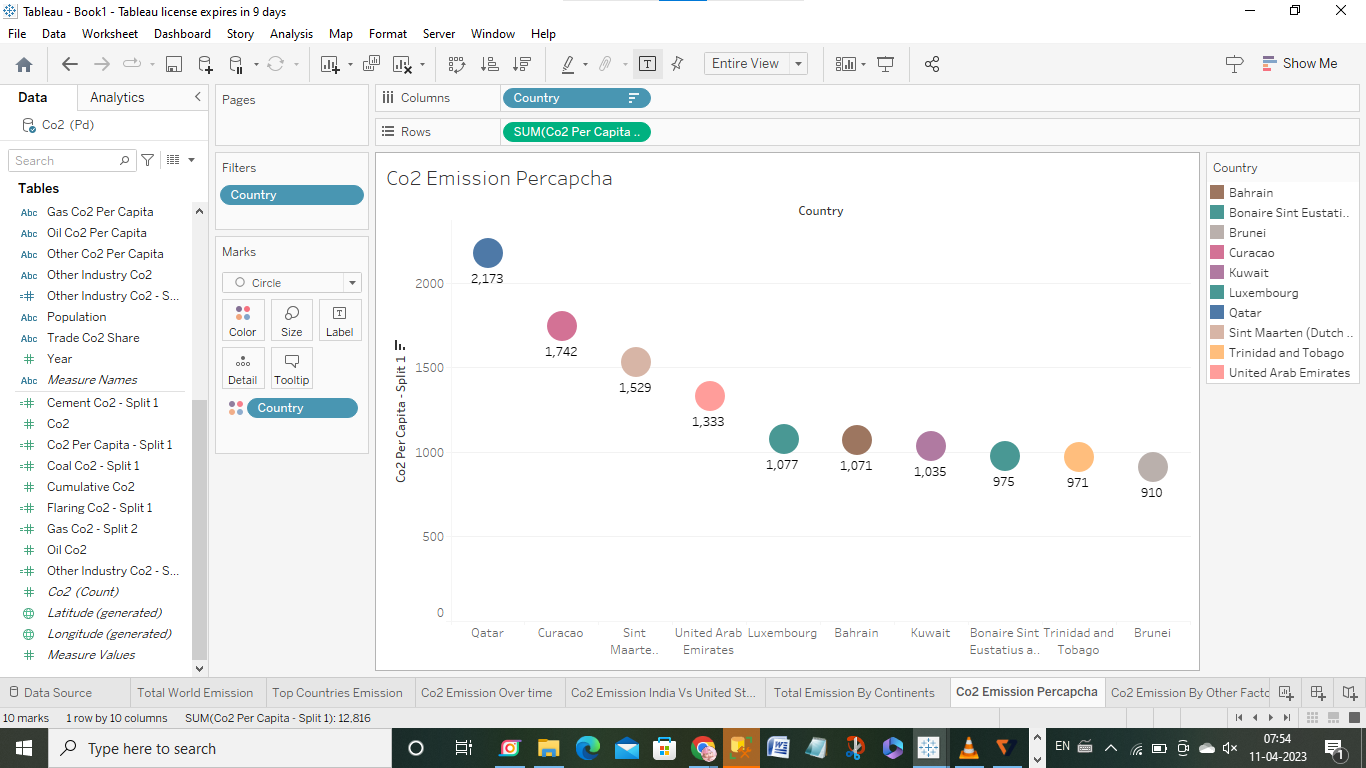 Tableau - Book1 - Tableau license expires in 9 days
File Data Worksheet Dashboard Story Analysis Map Format Server Window Help
Entire View
Show Me
Data Analytics
Co2 (Pd)
Search
Tables
Abc Gas Co2 Per Capita
Abc Oil Co2 Per Capita
Abc Other Co2 Per Capita
Abc Other Industry Co2
=# Other Industry Co2 - S...
Abc Population
Abc Trade Co2 Share
# Year
Abc Measure Names
=# Cement Co2 - Split 1
# Co2
=# Co2 Per Capita - Split 1
=# Coal Co2 - Split 1
# Cumulative Co2
=# Flaring Co2 - Split 1
=# Gas Co2 - Split 2
# Oil Co2
=# Other Industry Co2 - S...
# Co2 (Count)
Latitude (generated)
Longitude (generated)
# Measure Values
Pages
Filters
Country
Marks
Circle
Color Size Label
Detail Tooltip
Country
Columns Country
Rows SUM(Co2 Per Capita ..
Co2 Emission Percapcha
Country
Co2 Per Capita - Split 1
2000
1500
1000
500
0
2,173
1,742
1,529
1,333
1,077
1,071
1,035
975
971
910
Qatar
Curacao
Sint
Maarte..
United Arab
Emirates
Luxembourg
Bahrain
Kuwait
Bonaire Sint
Eustatius a..
Trinidad and
Tobago
Brunei
Country
Bahrain
Bonaire Sint Eustati..
Brunei
Curacao
Kuwait
Luxembourg
Qatar
Sint Maarten (Dutch ..
Trinidad and Tobago
United Arab Emirates
Data Source Total World Emission Top Countries Emission Co2 Emission Over time Co2 Emission India Vs United St... Total Emission By Continents Co2 Emission Percapcha Co2 Emission By Other Facto
10 marks 1 row by 10 columns SUM(Co2 Per Capita - Split 1): 12,816
Type here to search
EN
07:54
11-04-2023
1